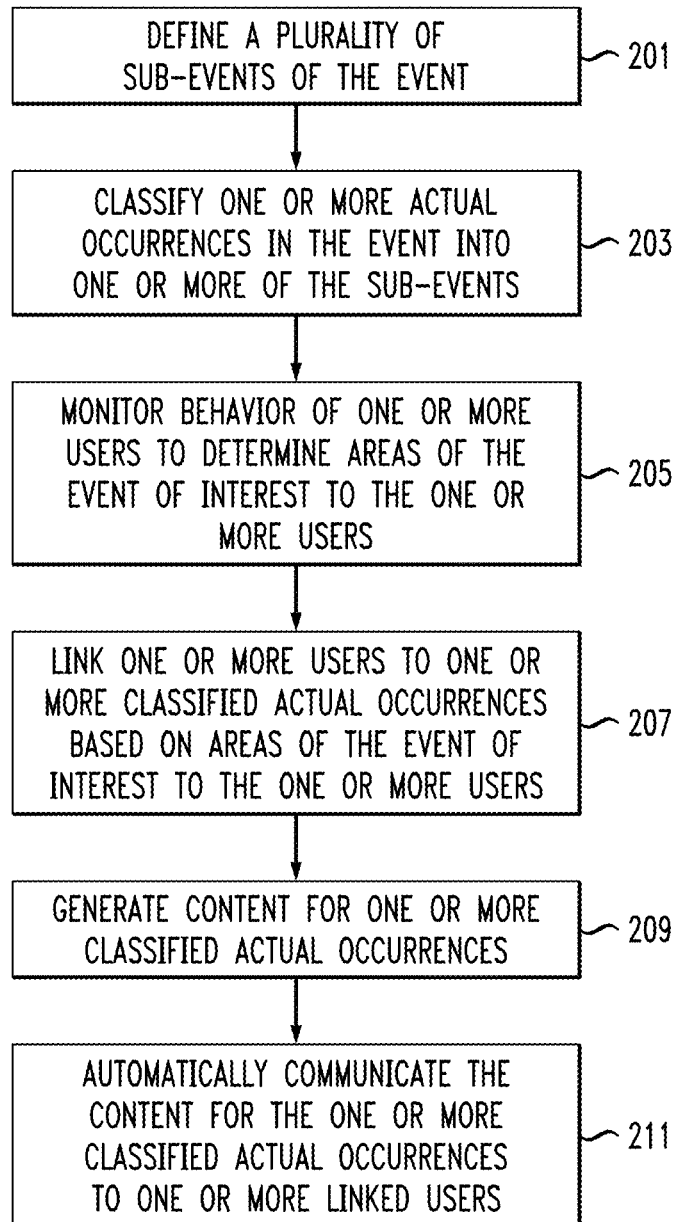 DEFINE A PLURALITY OF
SUB-EVENTS OF THE EVENT
201
CLASSIFY ONE OR MORE ACTUAL
OCCURRENCES IN THE EVENT INTO
ONE OR MORE OF THE SUB-EVENTS
203
MONITOR BEHAVIOR OF ONE OR MORE
USERS TO DETERMINE AREAS OF THE
EVENT OF INTEREST TO THE ONE OR
MORE USERS
205
LINK ONE OR MORE USERS TO ONE OR
MORE CLASSIFIED ACTUAL OCCURRENCES
BASED ON AREAS OF THE EVENT OF
INTEREST TO THE ONE OR MORE USERS
207
GENERATE CONTENT FOR ONE OR MORE
CLASSIFIED ACTUAL OCCURRENCES
209
AUTOMATICALLY COMMUNICATE THE
CONTENT FOR THE ONE OR MORE
CLASSIFIED ACTUAL OCCURRENCES
TO ONE OR MORE LINKED USERS
211